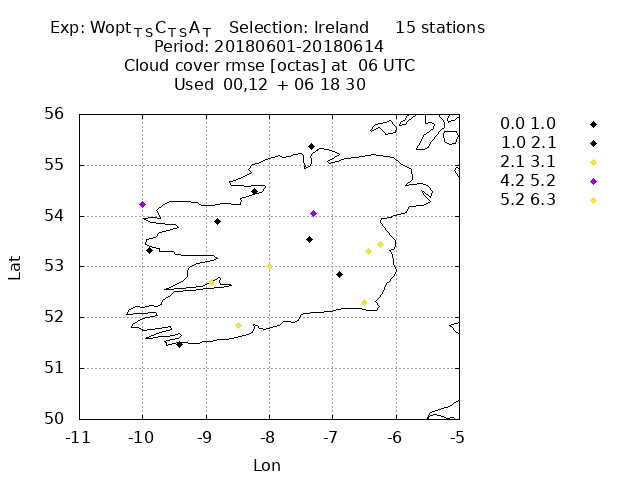 Exp: WoptTSCTSAT Selection: Ireland 15 stations
Period: 20180601-20180614
Cloud cover rmse [octas] at 06 UTC
Used 00,12 + 06 18 30
56
55
54
53
52
51
50
-11 -10 -9 -8 -7 -6 -5
Lat
Lon
0.0 1.0
1.0 2.1
2.1 3.1
4.2 5.2
5.2 6.3